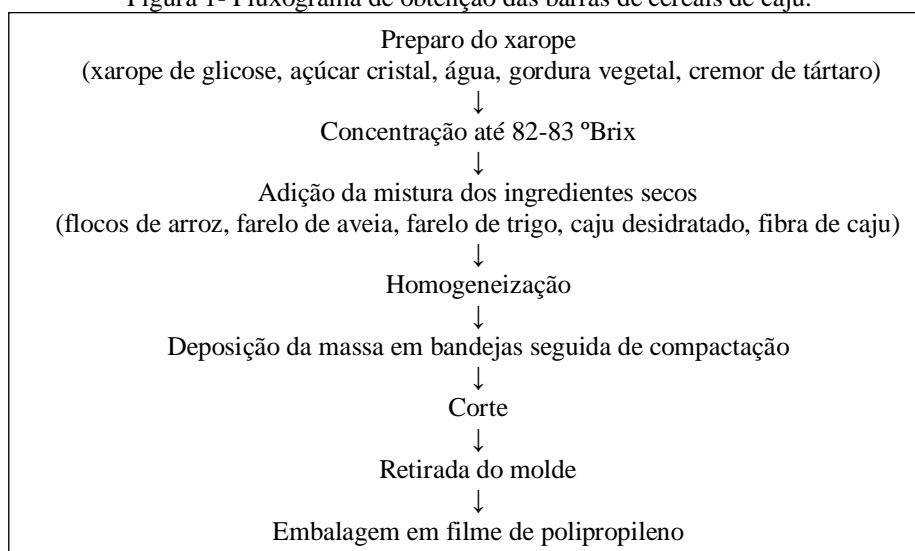 Figura 1- Fluxograma de obtenção das barras de cereais de caju.
Preparo do xarope
(xarope de glicose, açúcar cristal, água, gordura vegetal, cremor de tártaro)
↓
Concentração até 82-83 ºBrix
↓
Adição da mistura dos ingredientes secos
(flocos de arroz, farelo de aveia, farelo de trigo, caju desidratado, fibra de caju)
↓
Homogeneização
↓
Deposição da massa em bandejas seguida de compactação
↓
Corte
↓
Retirada do molde
↓
Embalagem em filme de polipropileno